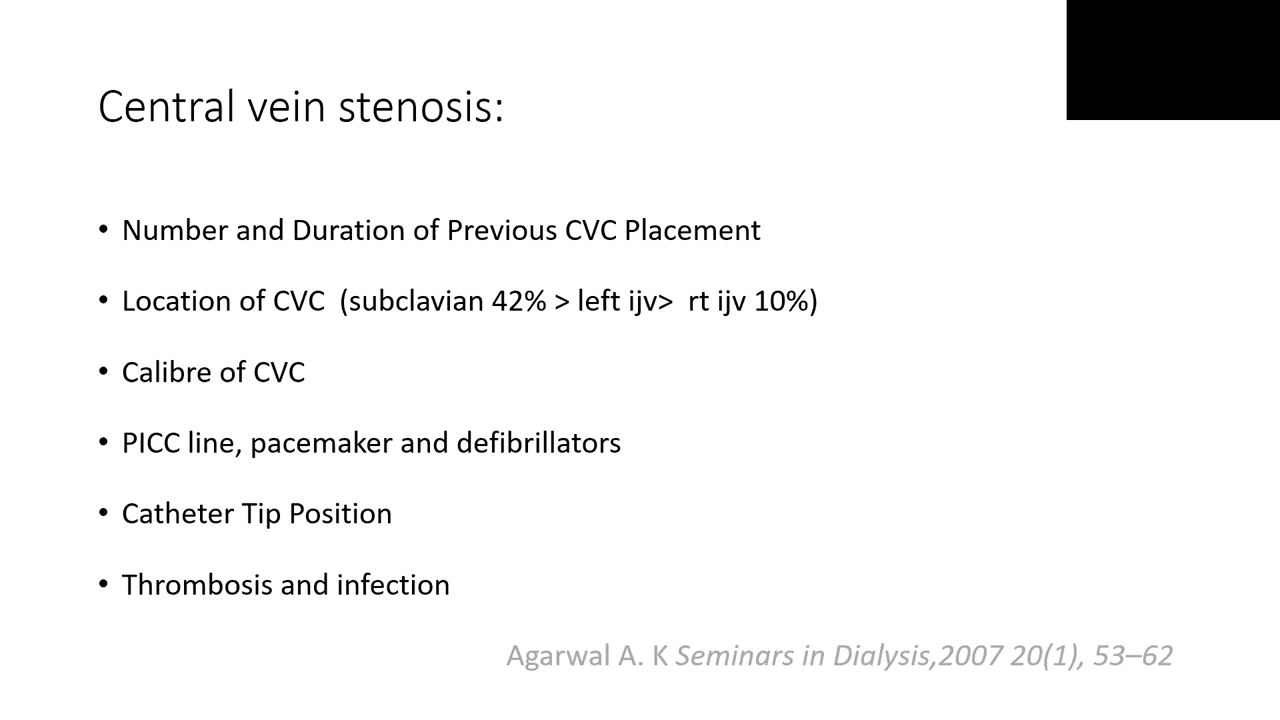 Central vein stenosis:
• Number and Duration of Previous CVC Placement
• Location of CVC  (subclavian 42% > left ijv>  rt ijv 10%)
• Calibre of CVC
• PICC line, pacemaker and defibrillators
• Catheter Tip Position
• Thrombosis and infection
Agarwal A. K Seminars in Dialysis,2007 20(1), 53–62